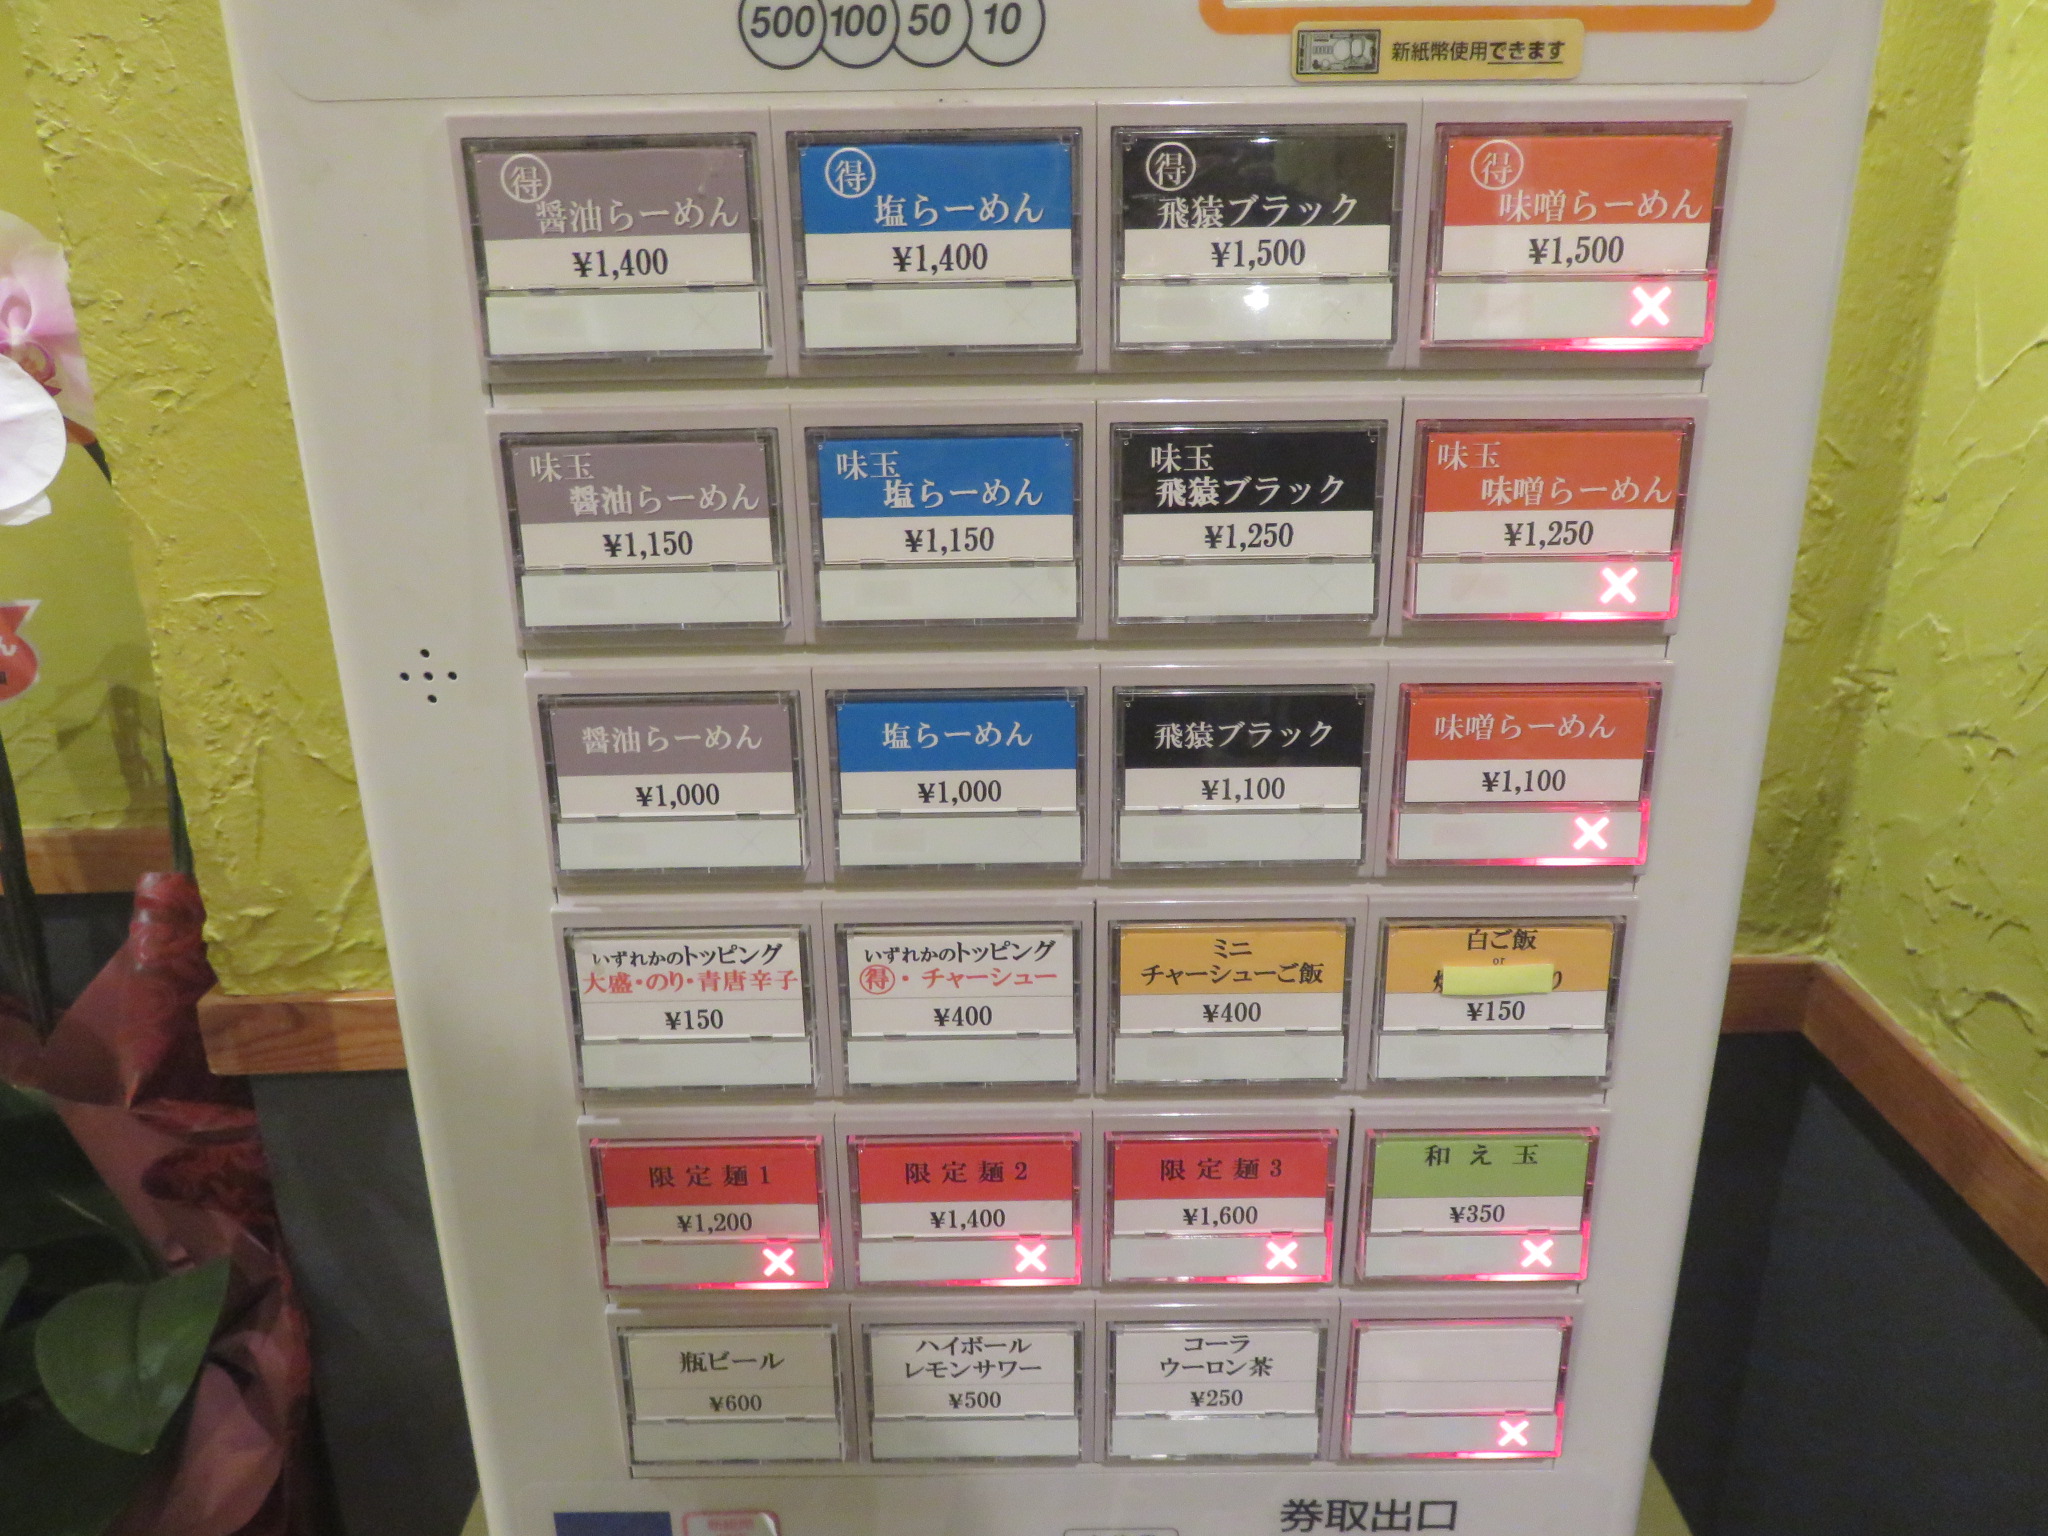 500 100 50 10
新紙幣使用できます
得
醤油らーめん
¥1,400
得
塩らーめん
¥1,400
得
飛猿ブラック
¥1,500
得
味噌らーめん
¥1,500
×
味玉
醤油らーめん
¥1,150
味玉
塩らーめん
¥1,150
味玉
飛猿ブラック
¥1,250
味玉
味噌らーめん
¥1,250
×
醤油らーめん
¥1,000
塩らーめん
¥1,000
飛猿ブラック
¥1,100
味噌らーめん
¥1,100
×
いずれかのトッピング
大盛・のり・青唐辛子
¥150
いずれかのトッピング
得・チャーシュー
¥400
ミニ
チャーシューご飯
¥400
白ご飯
or
¥150
限定麺1
¥1,200
×
限定麺2
¥1,400
×
限定麺3
¥1,600
×
和え玉
¥350
×
瓶ビール
¥600
ハイボール
レモンサワー
¥500
コーラ
ウーロン茶
¥250
×
券取出口